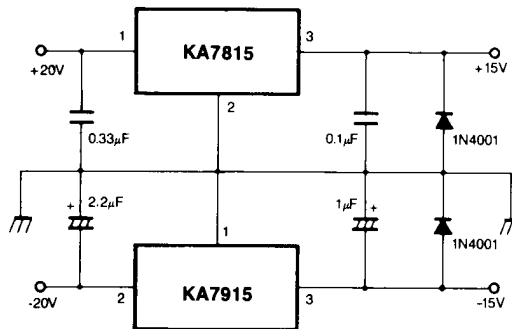 1
KA7815
3
+20V
+15V
2
0.33µF
0.1µF
1N4001
+ 2.2µF
1µF +
1
1N4001
-20V
2
KA7915
3
-15V